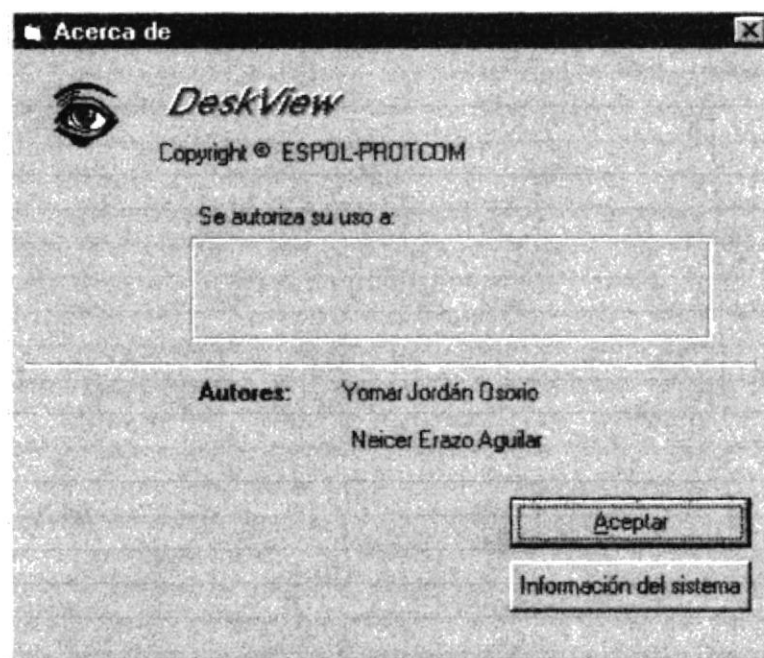 Acerca de
DeskView
Copyright © ESPOL-PROTCOM
Se autoriza su uso a:
Autores: Yomar Jordán Osorio
Neicer Erazo Aguilar
Aceptar
Información del sistema